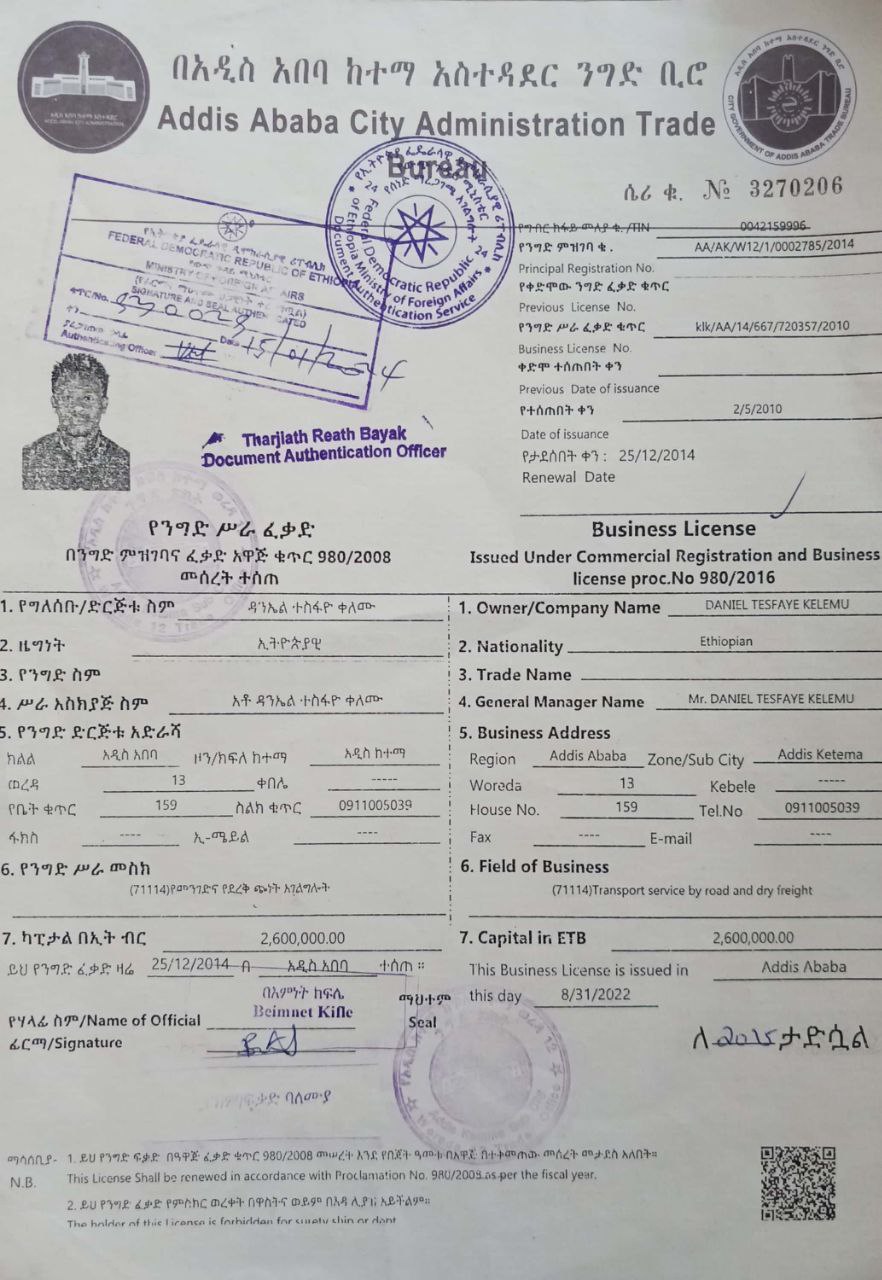 በአዲስ አበባ ከተማ አስተዳደር ንግድ ቢሮ
Addis Ababa City Administration Trade
Bureau
CITY GOVERNMENT OF ADDIS ABABA TRADE BUREAU
ሴሪ ቁ. № 3270206
የግብር ከፋይ መለያ ቁ. /TIN 0042159996
የንግድ ምዝገባ ቁ . AA/AK/W12/1/0002785/2014
Principal Registration No.
የቀድሞው ንግድ ፈቃድ ቁጥር
Previous License No.
የንግድ ሥራ ፈቃድ ቁጥር klk/AA/14/667/720357/2010
Business License No.
ቀድሞ ተሰጠበት ቀን
Previous Date of issuance
የተሰጠበት ቀን 2/5/2010
Date of issuance
የታደሰበት ቀን : 25/12/2014
Renewal Date
FEDERAL DEMOCRATIC REPUBLIC OF ETHIOPIA
MINISTRY OF FOREIGN AFFAIRS
SIGNATURE AND SEAL AUTHENTICATED
Date 15/01/2024
Authenticating Officer
Federal Democratic Republic
of Ethiopia Ministry of Foreign Affairs
Document Authentication Service
Tharjiath Reath Bayak
Document Authentication Officer
የንግድ ሥራ ፈቃድ
በንግድ ምዝገባና ፈቃድ አዋጅ ቁጥር 980/2008
መሰረት ተሰጠ
Business License
Issued Under Commercial Registration and Business
license proc.No 980/2016
1. የግለሰቡ/ድርጅቱ ስም ዳንኤል ተስፋዮ ቀለሙ
2. ዜግነት ኢትዮጵያዊ
3. የንግድ ስም
4. ሥራ አስኪያጅ ስም አቶ ዳንኤል ተስፋዮ ቀለሙ
5. የንግድ ድርጅቱ አድራሻ
ክልል አዲስ አበባ ዞን/ክፍለ ከተማ አዲስ ከተማ
ወረዳ 13 ቀበሌ -----
የቤት ቁጥር 159 ስልክ ቁጥር 0911005039
ፋክስ ---- ኢ-ሜይል ----
6. የንግድ ሥራ መስክ
(71114)የመንገድና የደረቅ ጭነት አገልግሎት
7. ካፒታል በኢት ብር 2,600,000.00
ይህ የንግድ ፈቃድ ዛሬ 25/12/2014 በ አዲስ አበባ ተሰጠ ።
1. Owner/Company Name DANIEL TESFAYE KELEMU
2. Nationality Ethiopian
3. Trade Name
4. General Manager Name Mr. DANIEL TESFAYE KELEMU
5. Business Address
Region Addis Ababa Zone/Sub City Addis Ketema
Woreda 13 Kebele -----
House No. 159 Tel.No 0911005039
Fax ---- E-mail ----
6. Field of Business
(71114)Transport service by road and dry freight
7. Capital in ETB 2,600,000.00
This Business License is issued in Addis Ababa
this day 8/31/2022
በእምነት ክፍሌ
የሃላፊ ስም/Name of Official Beimnet Kifle
ፊርማ/Signature
ማህተም
Seal
ለ 2015 ታድሷል
ፍቃድ ባለሙያ
ማሳሰቢያ- 1. ይህ የንግድ ፍቃድ በዓዋጅ ፈቃድ ቁጥር 980/2008 መሠረት እንደ የበጀት ዓመቱ በአዋጅ በተቀመጠው መሰረት መታደስ አለበት።
N.B. This License Shall be renewed in accordance with Proclamation No. 980/2008.as per the fiscal year.
2. ይህ የንግድ ፈቃድ የምስክር ወረቀት በዋስትና ወይም በእዳ ሊያዝ አይችልም።
The holder of this License is forbidden for surety ship or dept